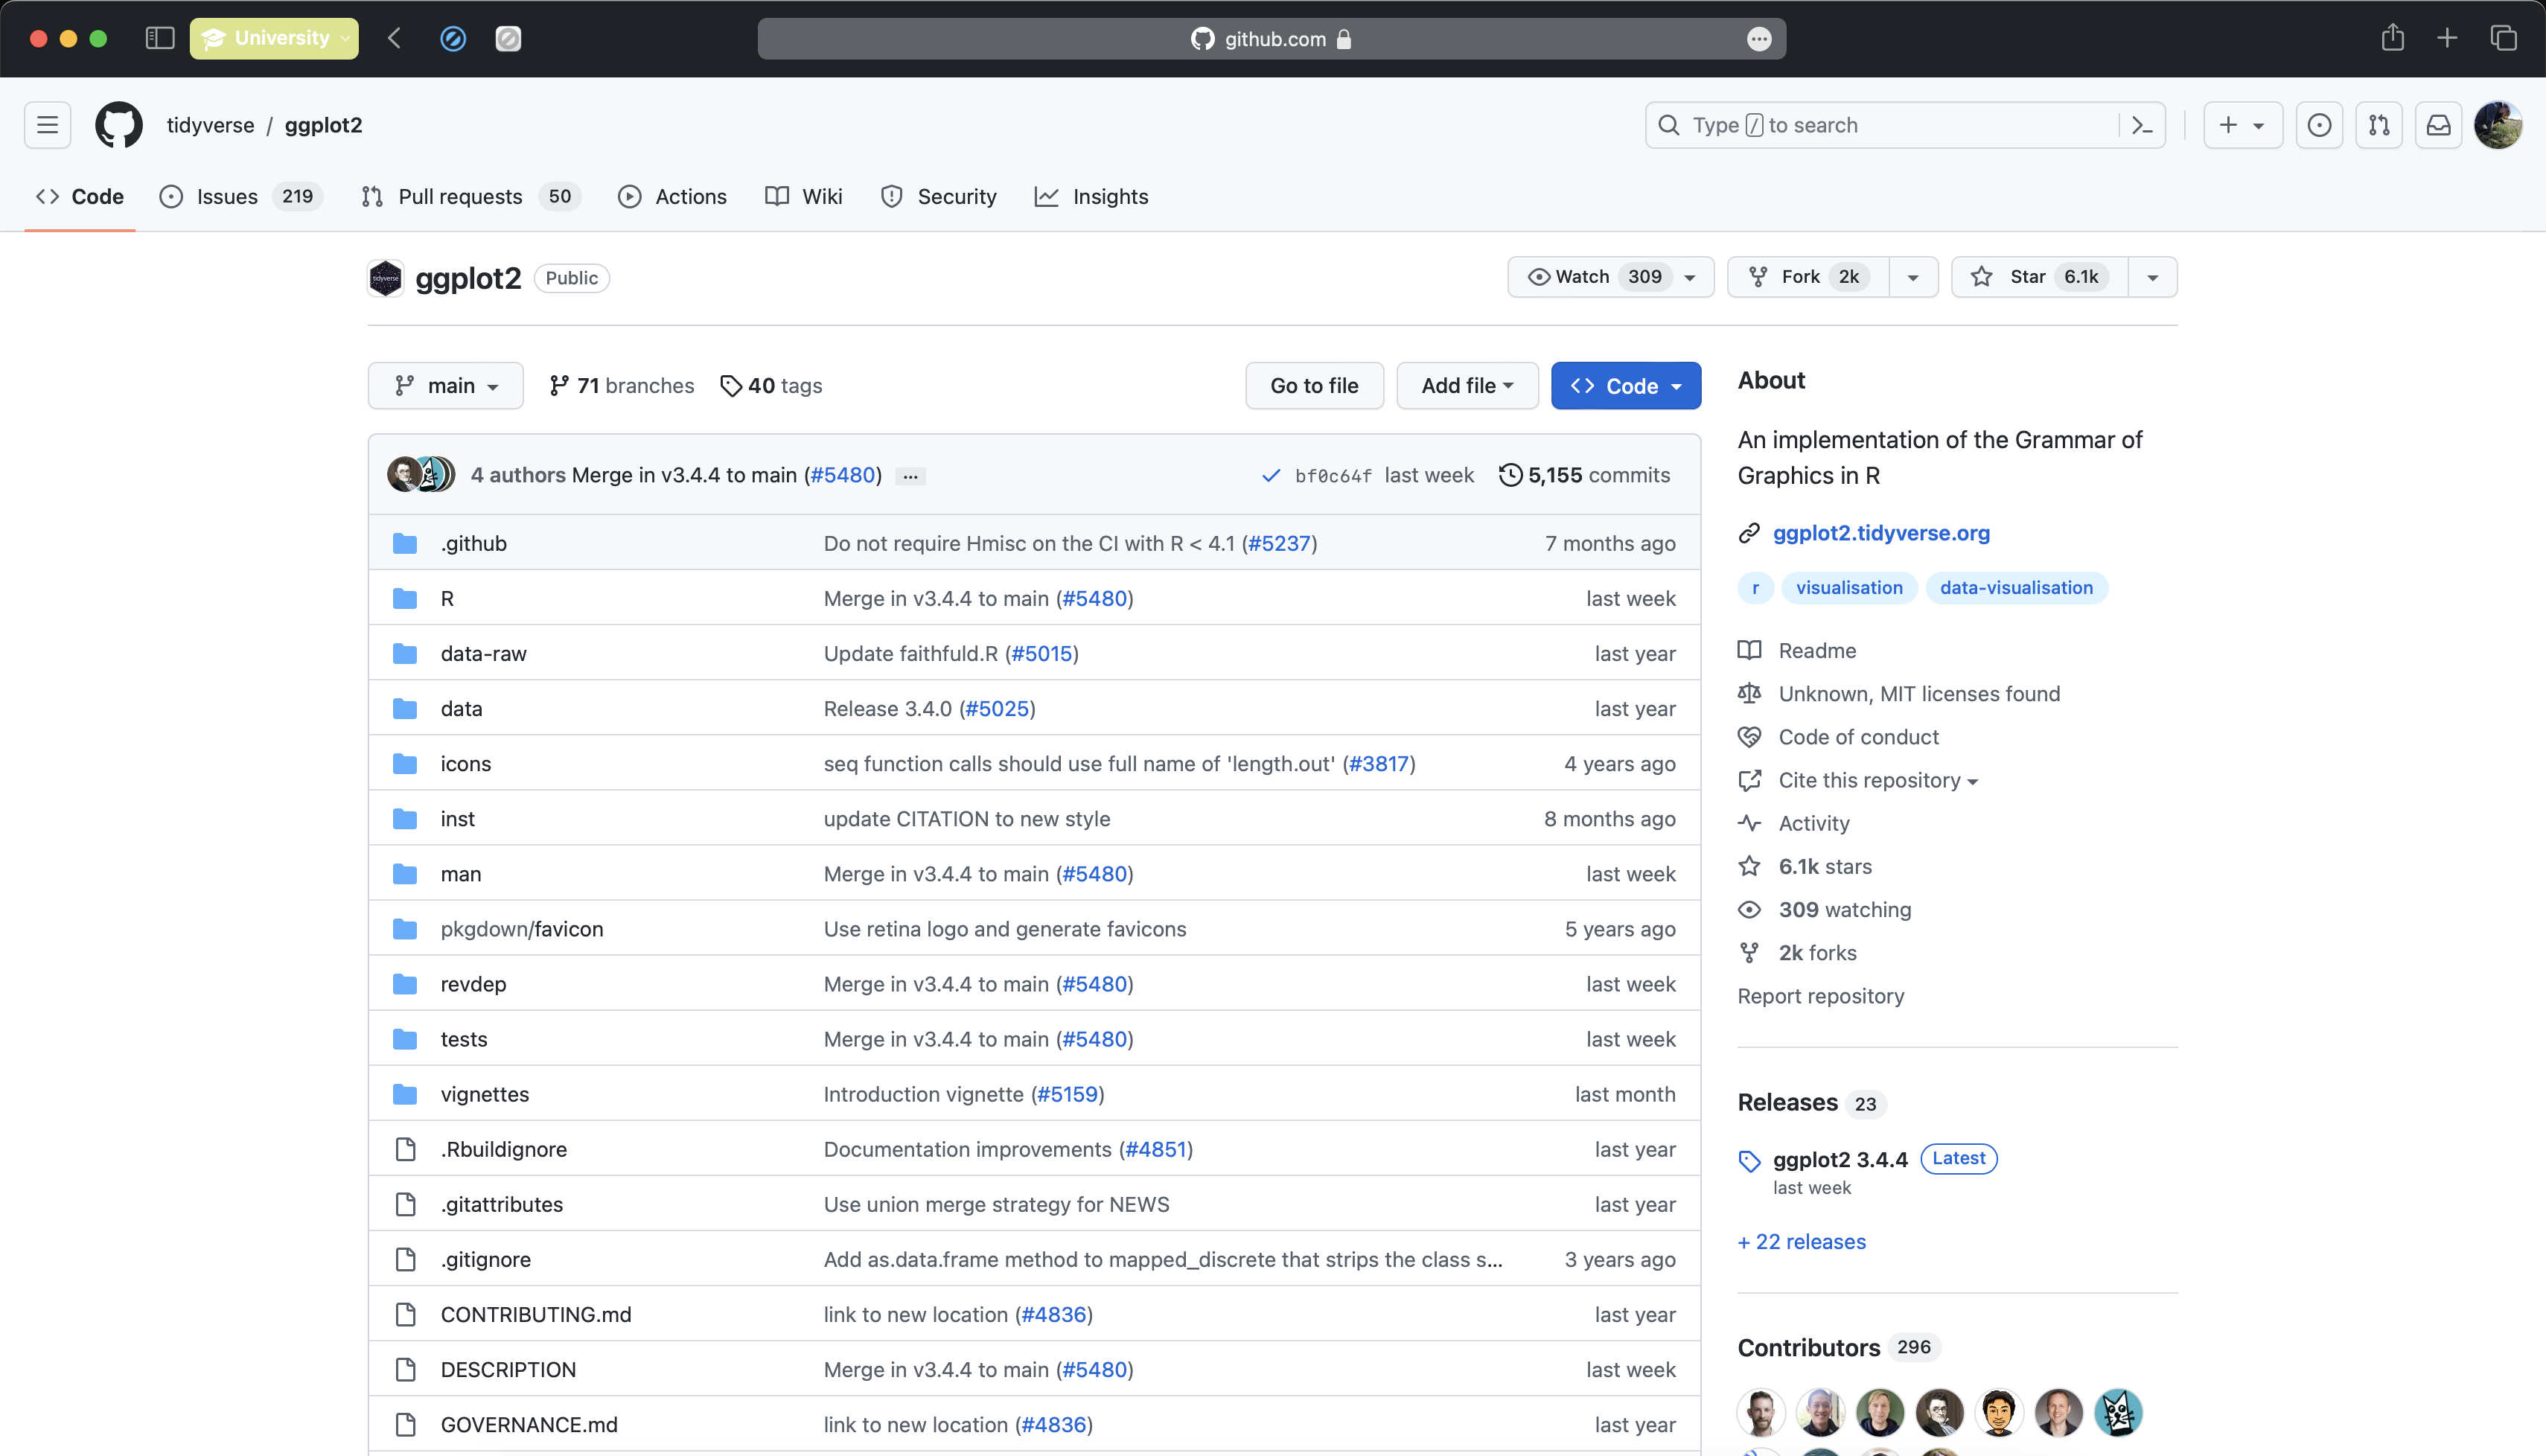 University
github.com
tidyverse / ggplot2
Type / to search
Code
Issues 219
Pull requests 50
Actions
Wiki
Security
Insights
tidyverse
ggplot2 Public
Watch 309
Fork 2k
Star 6.1k
main
71 branches
40 tags
Go to file
Add file
Code
4 authors Merge in v3.4.4 to main (#5480) ...
bf0c64f last week
5,155 commits
.github Do not require Hmisc on the CI with R < 4.1 (#5237) 7 months ago
R Merge in v3.4.4 to main (#5480) last week
data-raw Update faithfuld.R (#5015) last year
data Release 3.4.0 (#5025) last year
icons seq function calls should use full name of 'length.out' (#3817) 4 years ago
inst update CITATION to new style 8 months ago
man Merge in v3.4.4 to main (#5480) last week
pkgdown/favicon Use retina logo and generate favicons 5 years ago
revdep Merge in v3.4.4 to main (#5480) last week
tests Merge in v3.4.4 to main (#5480) last week
vignettes Introduction vignette (#5159) last month
.Rbuildignore Documentation improvements (#4851) last year
.gitattributes Use union merge strategy for NEWS last year
.gitignore Add as.data.frame method to mapped_discrete that strips the class s... 3 years ago
CONTRIBUTING.md link to new location (#4836) last year
DESCRIPTION Merge in v3.4.4 to main (#5480) last week
GOVERNANCE.md link to new location (#4836) last year
About
An implementation of the Grammar of
Graphics in R
ggplot2.tidyverse.org
r visualisation data-visualisation
Readme
Unknown, MIT licenses found
Code of conduct
Cite this repository
Activity
6.1k stars
309 watching
2k forks
Report repository
Releases 23
ggplot2 3.4.4 Latest
last week
+ 22 releases
Contributors 296